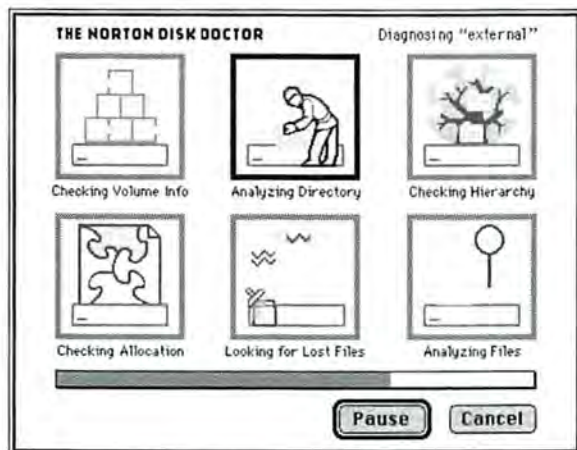 THE NORTON DISK DOCTOR Diagnosing "external"
Checking Volume Info Analyzing Directory Checking Hierarchy
Checking Allocation Looking for Lost Files Analyzing Files
Pause Cancel